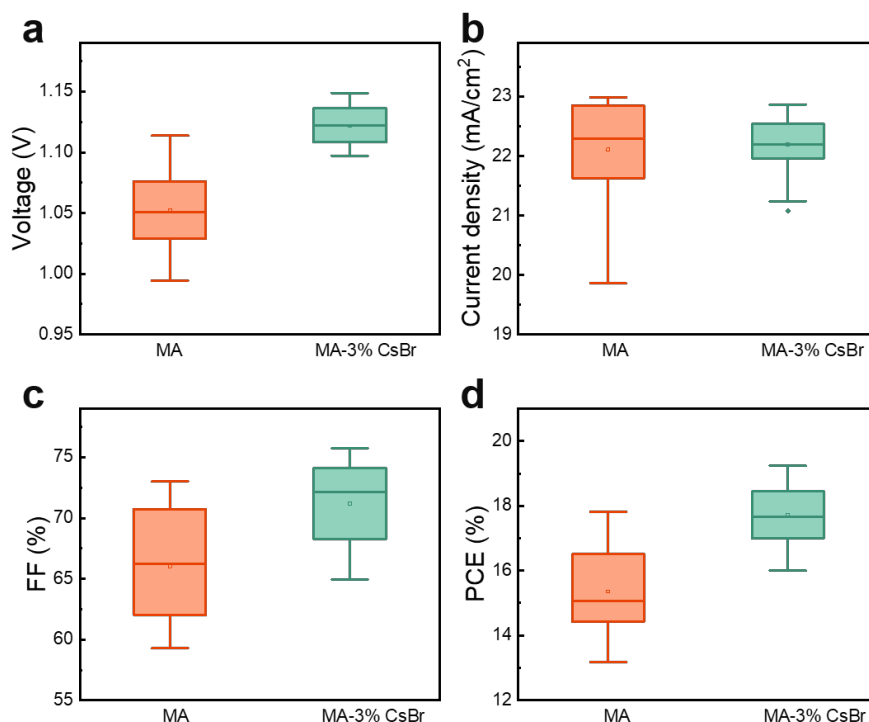 a
Voltage (V)
1.15
1.10
1.05
1.00
0.95
MA
MA-3% CsBr
b
Current density (mA/cm²)
23
22
21
20
19
MA
MA-3% CsBr
c
FF (%)
75
70
65
60
55
MA
MA-3% CsBr
d
PCE (%)
20
18
16
14
12
MA
MA-3% CsBr